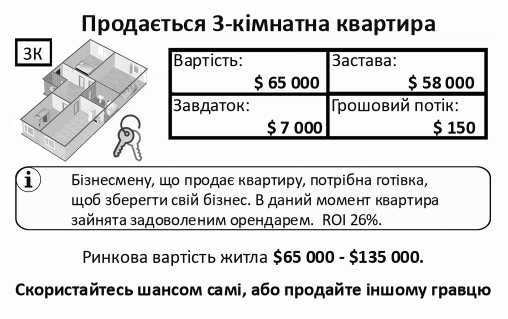 Продається 3-кімнатна квартира
3К
Вартість:
$ 65 000
Застава:
$ 58 000
Завдаток:
$ 7 000
Грошовий потік:
$ 150
i
Бізнесмену, що продає квартиру, потрібна готівка,
щоб зберегти свій бізнес. В даний момент квартира
зайнята задоволеним орендарем. ROI 26%.
Ринкова вартість житла $65 000 - $135 000.
Скористайтесь шансом самі, або продайте іншому гравцю